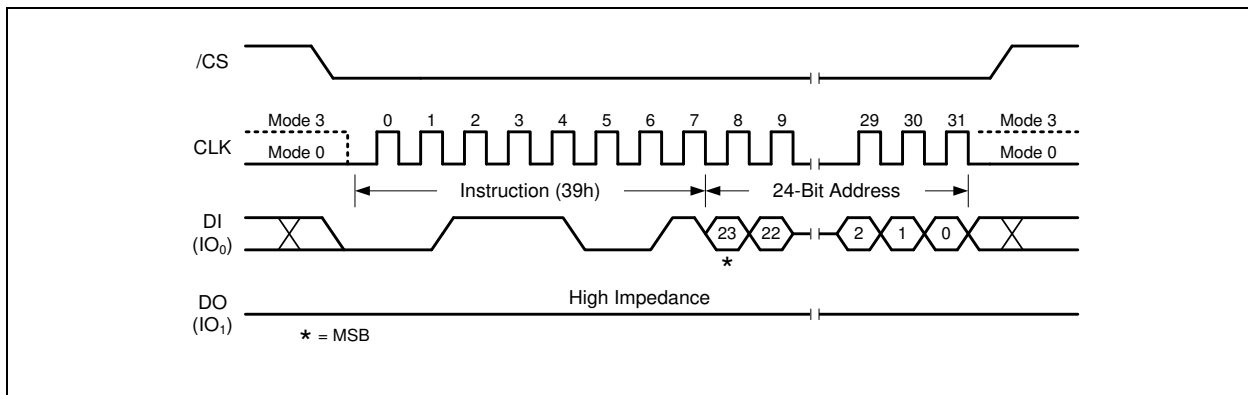 /CS
Mode 3 0 1 2 3 4 5 6 7 8 9 29 30 31 Mode 3
CLK
Mode 0 Mode 0
Instruction (39h) 24-Bit Address
DI
(IO₀)
23 22 2 1 0
*
DO
(IO₁)
High Impedance
* = MSB